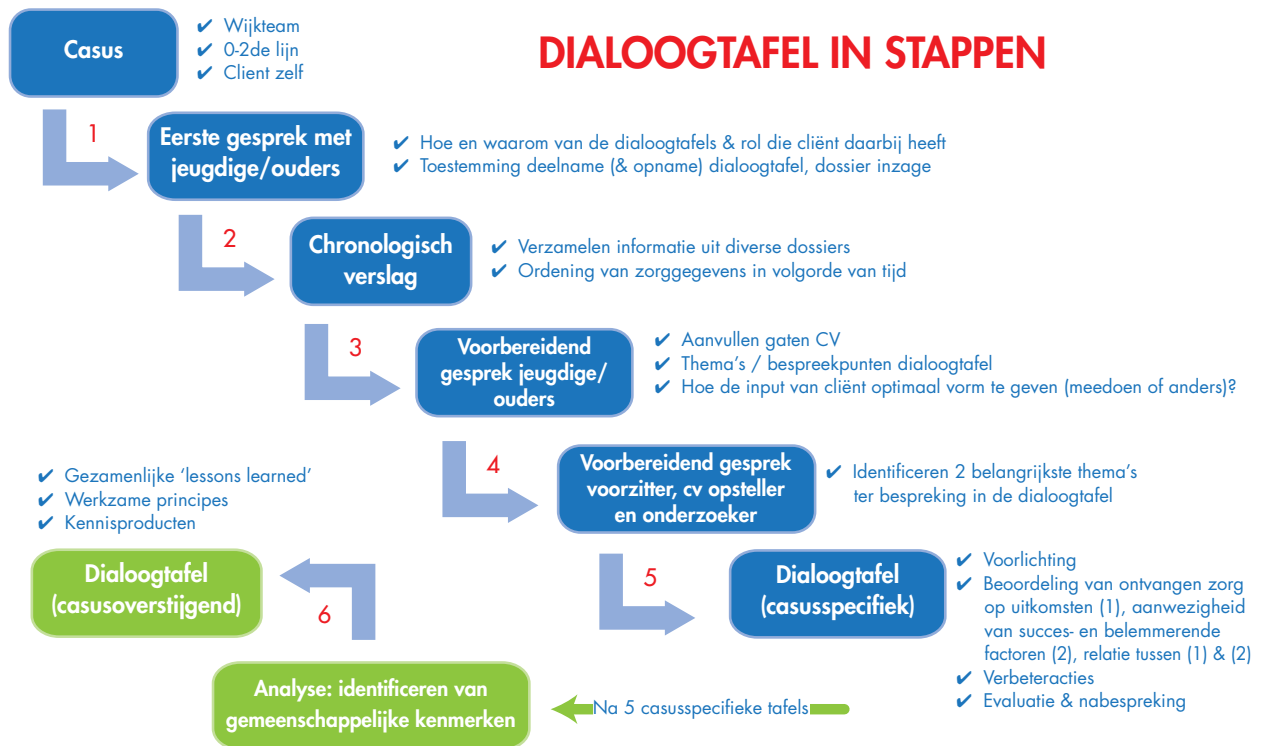 DIALOOGTAFEL IN STAPPEN
Casus
✔ Wijkteam
✔ 0-2de lijn
✔ Client zelf
1
Eerste gesprek met
jeugdige/ouders
✔ Hoe en waarom van de dialoogtafels & rol die cliënt daarbij heeft
✔ Toestemming deelname (& opname) dialoogtafel, dossier inzage
2
Chronologisch
verslag
✔ Verzamelen informatie uit diverse dossiers
✔ Ordening van zorggegevens in volgorde van tijd
3
Voorbereidend
gesprek jeugdige/
ouders
✔ Aanvullen gaten CV
✔ Thema's / bespreekpunten dialoogtafel
✔ Hoe de input van cliënt optimaal vorm te geven (meedoen of anders)?
4
Voorbereidend gesprek
voorzitter, cv opsteller
en onderzoeker
✔ Identificeren 2 belangrijkste thema's
ter bespreking in de dialoogtafel
5
Dialoogtafel
(casusspecifiek)
✔ Voorlichting
✔ Beoordeling van ontvangen zorg
op uitkomsten (1), aanwezigheid
van succes- en belemmerende
factoren (2), relatie tussen (1) & (2)
✔ Verbeteracties
✔ Evaluatie & nabespreking
Na 5 casusspecifieke tafels
Analyse: identificeren van
gemeenschappelijke kenmerken
6
Dialoogtafel
(casusoverstijgend)
✔ Gezamenlijke ‘lessons learned’
✔ Werkzame principes
✔ Kennisproducten